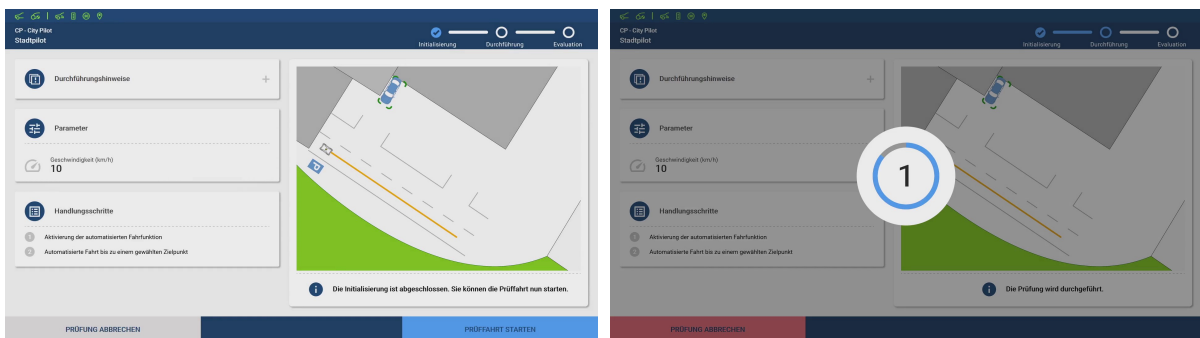 CP - City Pilot
Stadtpilot
Initialisierung
Durchführung
Evaluation
Durchführungshinweise
Parameter
Geschwindigkeit (km/h)
10
Handlungsschritte
1 Aktivierung der automatisierten Fahrfunktion
2 Automatisierte Fahrt bis zu einem gewählten Zielpunkt
P
Die Initialisierung ist abgeschlossen. Sie können die Prüffahrt nun starten.
PRÜFUNG ABBRECHEN
PRÜFFAHRT STARTEN
CP - City Pilot
Stadtpilot
Initialisierung
Durchführung
Evaluation
Durchführungshinweise
Parameter
Geschwindigkeit (km/h)
10
Handlungsschritte
1 Aktivierung der automatisierten Fahrfunktion
Automatisierte Fahrt bis zu einem gewählten Zielpunkt
1
Die Prüfung wird durchgeführt.
PRÜFUNG ABBRECHEN